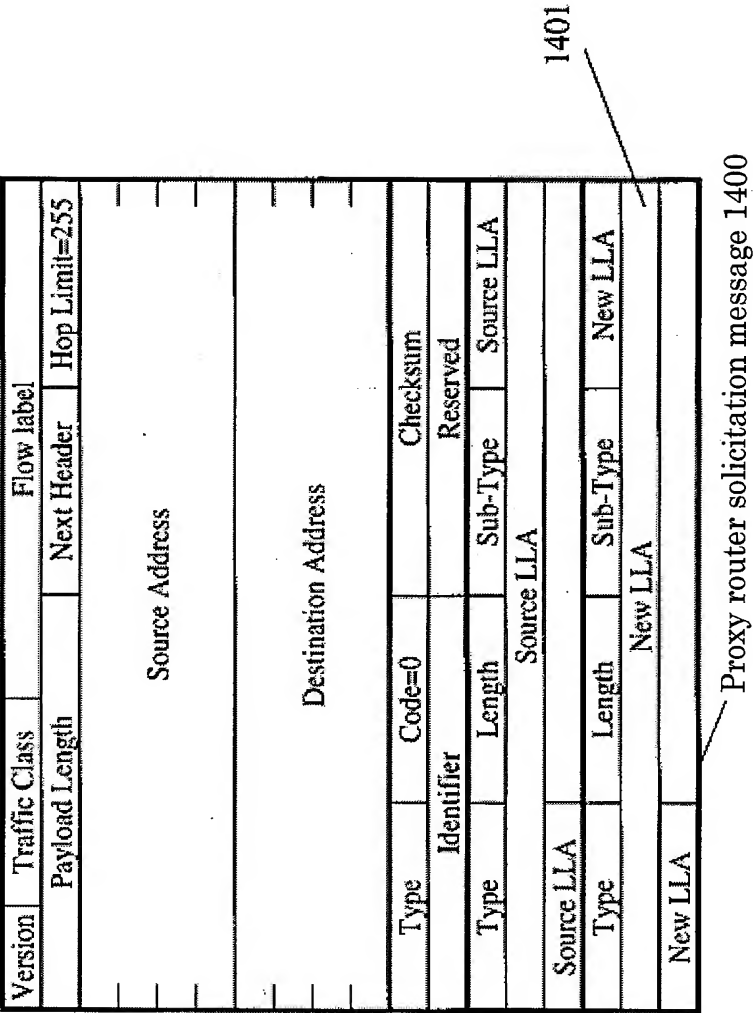 Version Traffic Class Flow label
Payload Length Next Header Hop Limit=255
Source Address
Destination Address
Type Code=0 Checksum
Identifier Reserved
Type Length Sub-Type Source LLA
Source LLA
Source LLA
Type Length Sub-Type New LLA
New LLA
New LLA
1401
Proxy router solicitation message 1400